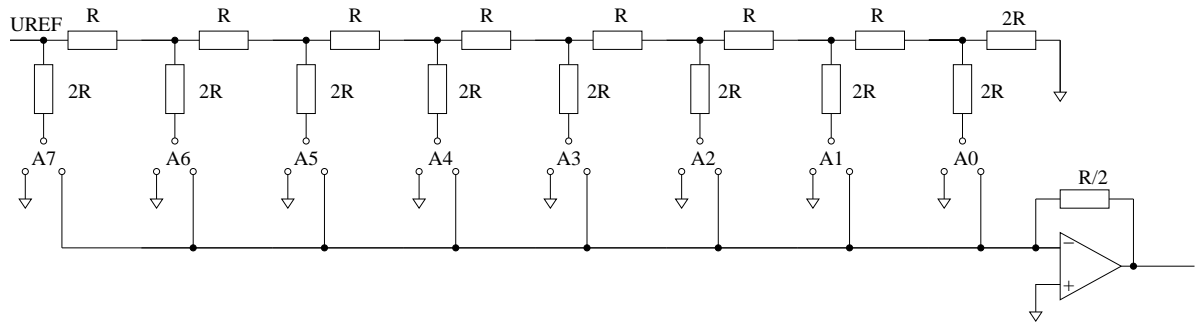 R R R R R R R 2R
UREF
2R 2R 2R 2R 2R 2R 2R 2R
A7 A6 A5 A4 A3 A2 A1 A0
R/2
−
+